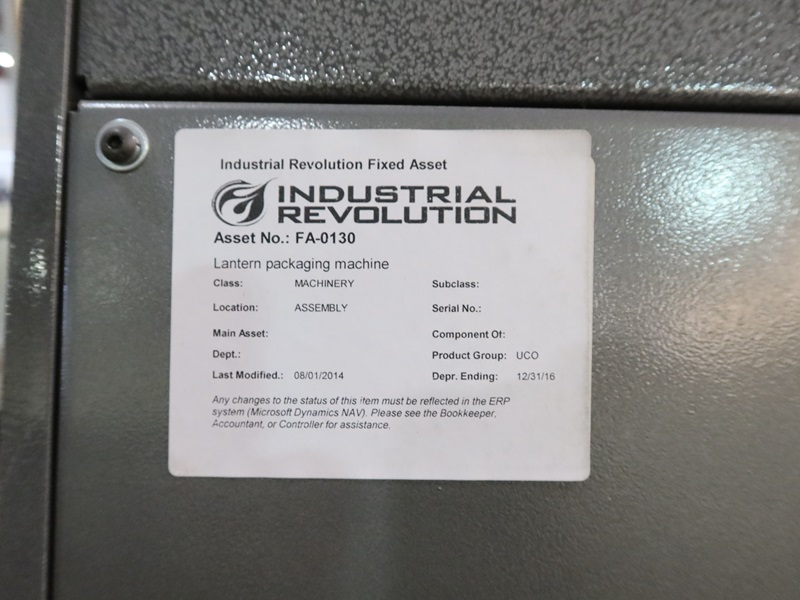 Industrial Revolution Fixed Asset
INDUSTRIAL
REVOLUTION
Asset No.: FA-0130
Lantern packaging machine
Class: MACHINERY Subclass:
Location: ASSEMBLY Serial No.:
Main Asset: Component Of:
Dept.: Product Group: UCO
Last Modified.: 08/01/2014 Depr. Ending: 12/31/16
Any changes to the status of this item must be reflected in the ERP
system (Microsoft Dynamics NAV). Please see the Bookkeeper,
Accountant, or Controller for assistance.